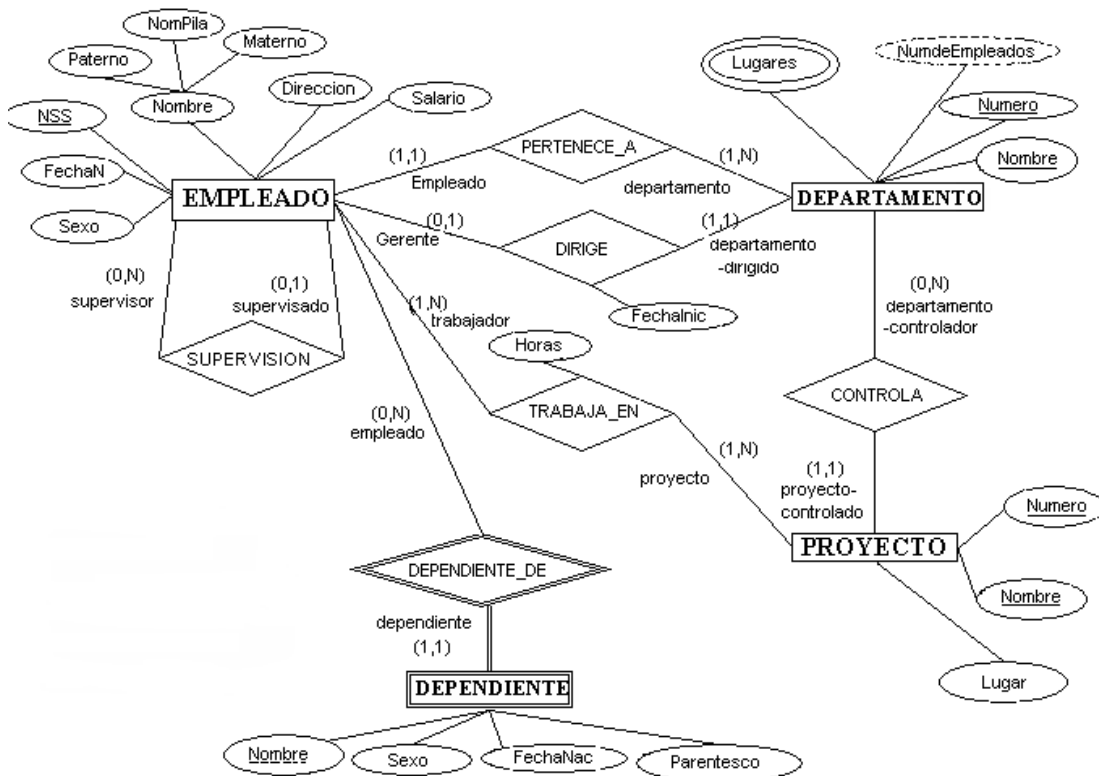 NomPila
Materno
Paterno
Nombre
Direccion
Salario
NSS
FechaN
Sexo
EMPLEADO
Lugares
NumdeEmpleados
Numero
Nombre
DEPARTAMENTO
PERTENECE_A
(1,1)
Empleado
(1,N)
departamento
(0,1)
Gerente
DIRIGE
(1,1)
departamento
-dirigido
FechaInic
(0,N)
supervisor
(0,1)
supervisado
SUPERVISION
(1,N)
trabajador
Horas
TRABAJA_EN
(1,N)
proyecto
(0,N)
departamento
-controlador
CONTROLA
(1,1)
proyecto-
controlado
PROYECTO
Numero
Nombre
Lugar
(0,N)
empleado
DEPENDIENTE_DE
dependiente
(1,1)
DEPENDIENTE
Nombre
Sexo
FechaNac
Parentesco